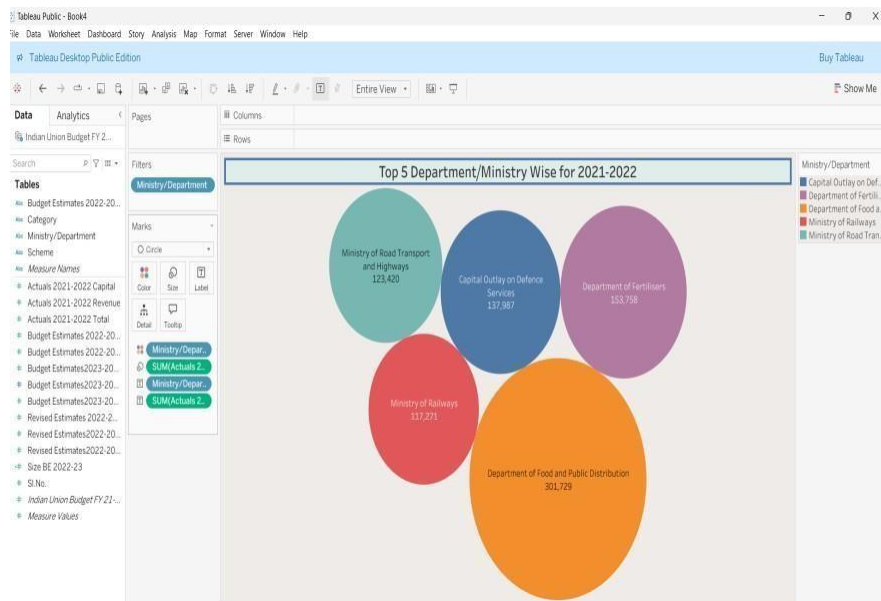 Tableau Public - Book4
File Data Worksheet Dashboard Story Analysis Map Format Server Window Help
Tableau Desktop Public Edition
Buy Tableau
Entire View
Show Me
Data Analytics
Indian Union Budget FY 2...
Search
Tables
Abc Budget Estimates 2022-20...
Abc Category
Abc Ministry/Department
Abc Scheme
Abc Measure Names
# Actuals 2021-2022 Capital
# Actuals 2021-2022 Revenue
# Actuals 2021-2022 Total
# Budget Estimates 2022-20...
# Budget Estimates 2022-20...
# Budget Estimates2023-20...
# Budget Estimates2023-20...
# Budget Estimates2023-20...
# Revised Estimates 2022-2...
# Revised Estimates2022-20...
# Revised Estimates2022-20...
# Size BE 2022-23
# Sl.No.
# Indian Union Budget FY 21-...
# Measure Values
Pages
Filters
Ministry/Department
Marks
Circle
Color Size Label
Detail Tooltip
Ministry/Depar..
SUM(Actuals 2..
Ministry/Depar..
SUM(Actuals 2..
Columns
Rows
Top 5 Department/Ministry Wise for 2021-2022
Ministry of Road Transport
and Highways
123,420
Capital Outlay on Defence
Services
137,987
Department of Fertilisers
153,758
Ministry of Railways
117,271
Department of Food and Public Distribution
301,729
Ministry/Department
Capital Outlay on Def..
Department of Fertili..
Department of Food a..
Ministry of Railways
Ministry of Road Tran..